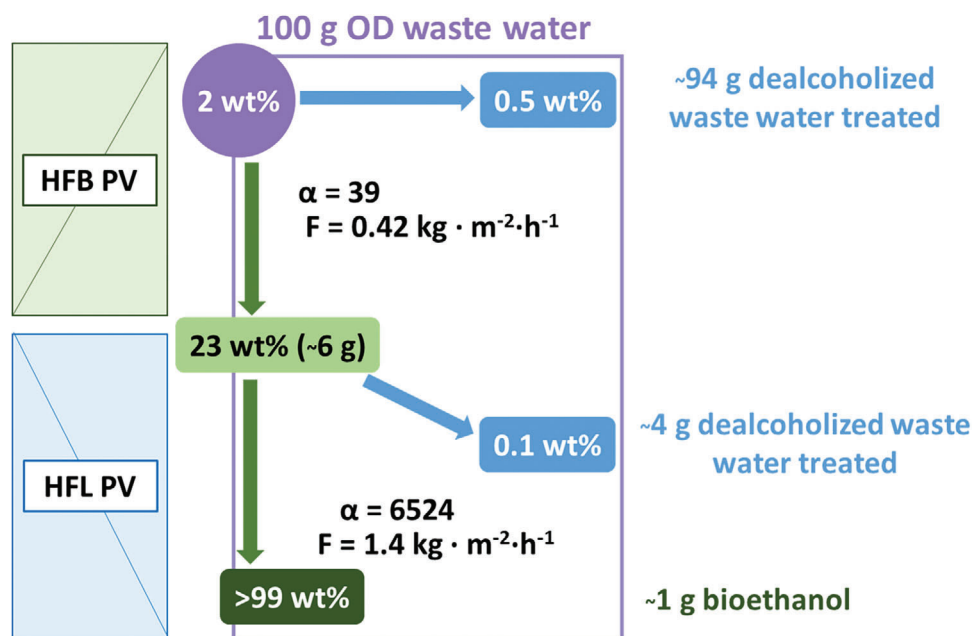 100 g OD waste water
2 wt%
0.5 wt%
~94 g dealcoholized
waste water treated
HFB PV
α = 39
F = 0.42 kg · m⁻²·h⁻¹
23 wt% (~6 g)
0.1 wt%
~4 g dealcoholized waste
water treated
HFL PV
α = 6524
F = 1.4 kg · m⁻²·h⁻¹
>99 wt%
~1 g bioethanol